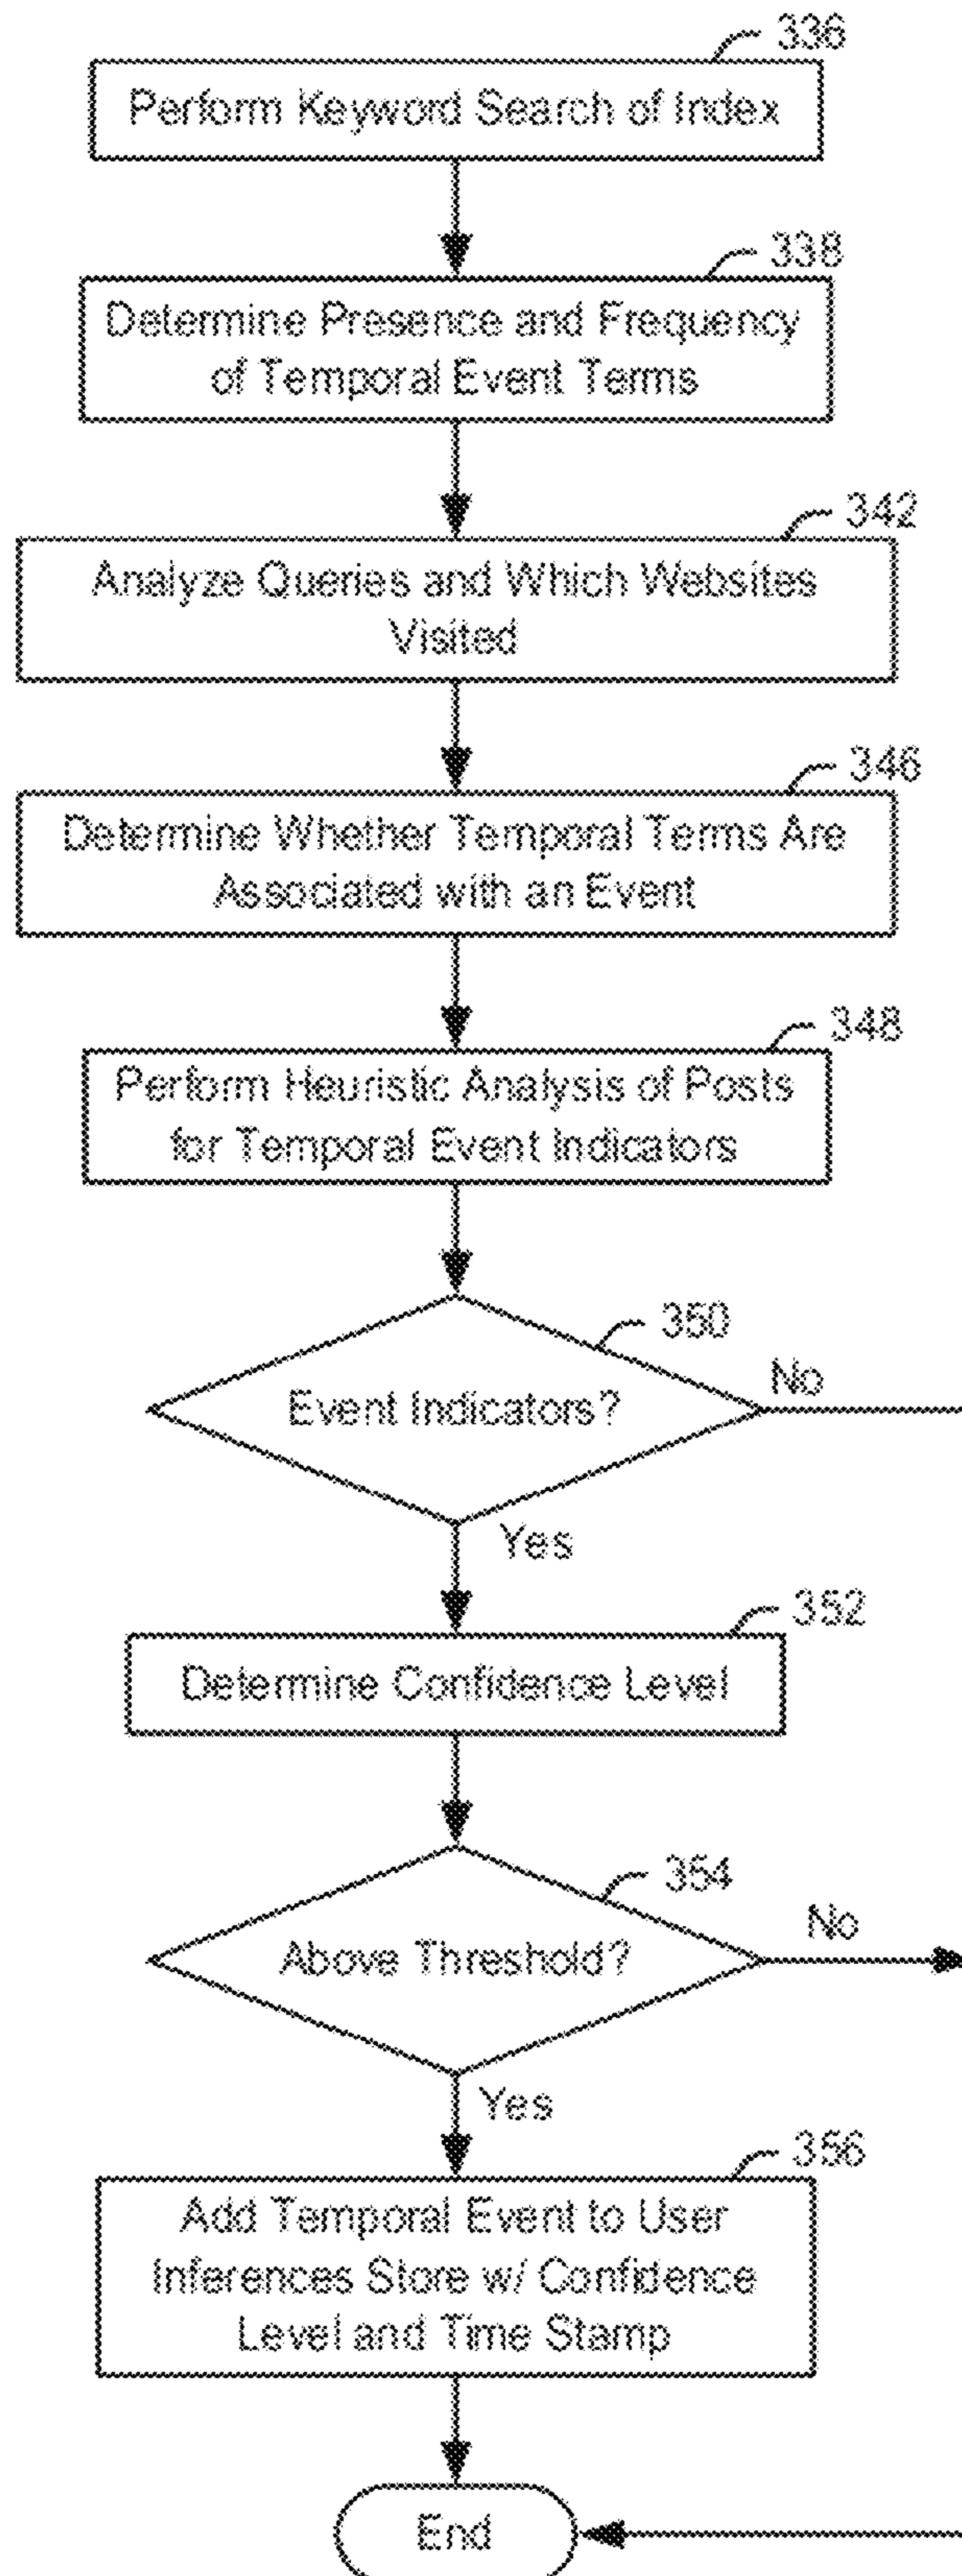 336
Perform Keyword Search of Index
338
Determine Presence and Frequency
of Temporal Event Terms
342
Analyze Queries and Which Websites
Visited
346
Determine Whether Temporal Terms Are
Associated with an Event
348
Perform Heuristic Analysis of Posts
for Temporal Event Indicators
350
No
Event Indicators?
Yes
352
Determine Confidence Level
354
No
Above Threshold?
Yes
356
Add Temporal Event to User
Inferences Store w/ Confidence
Level and Time Stamp
End